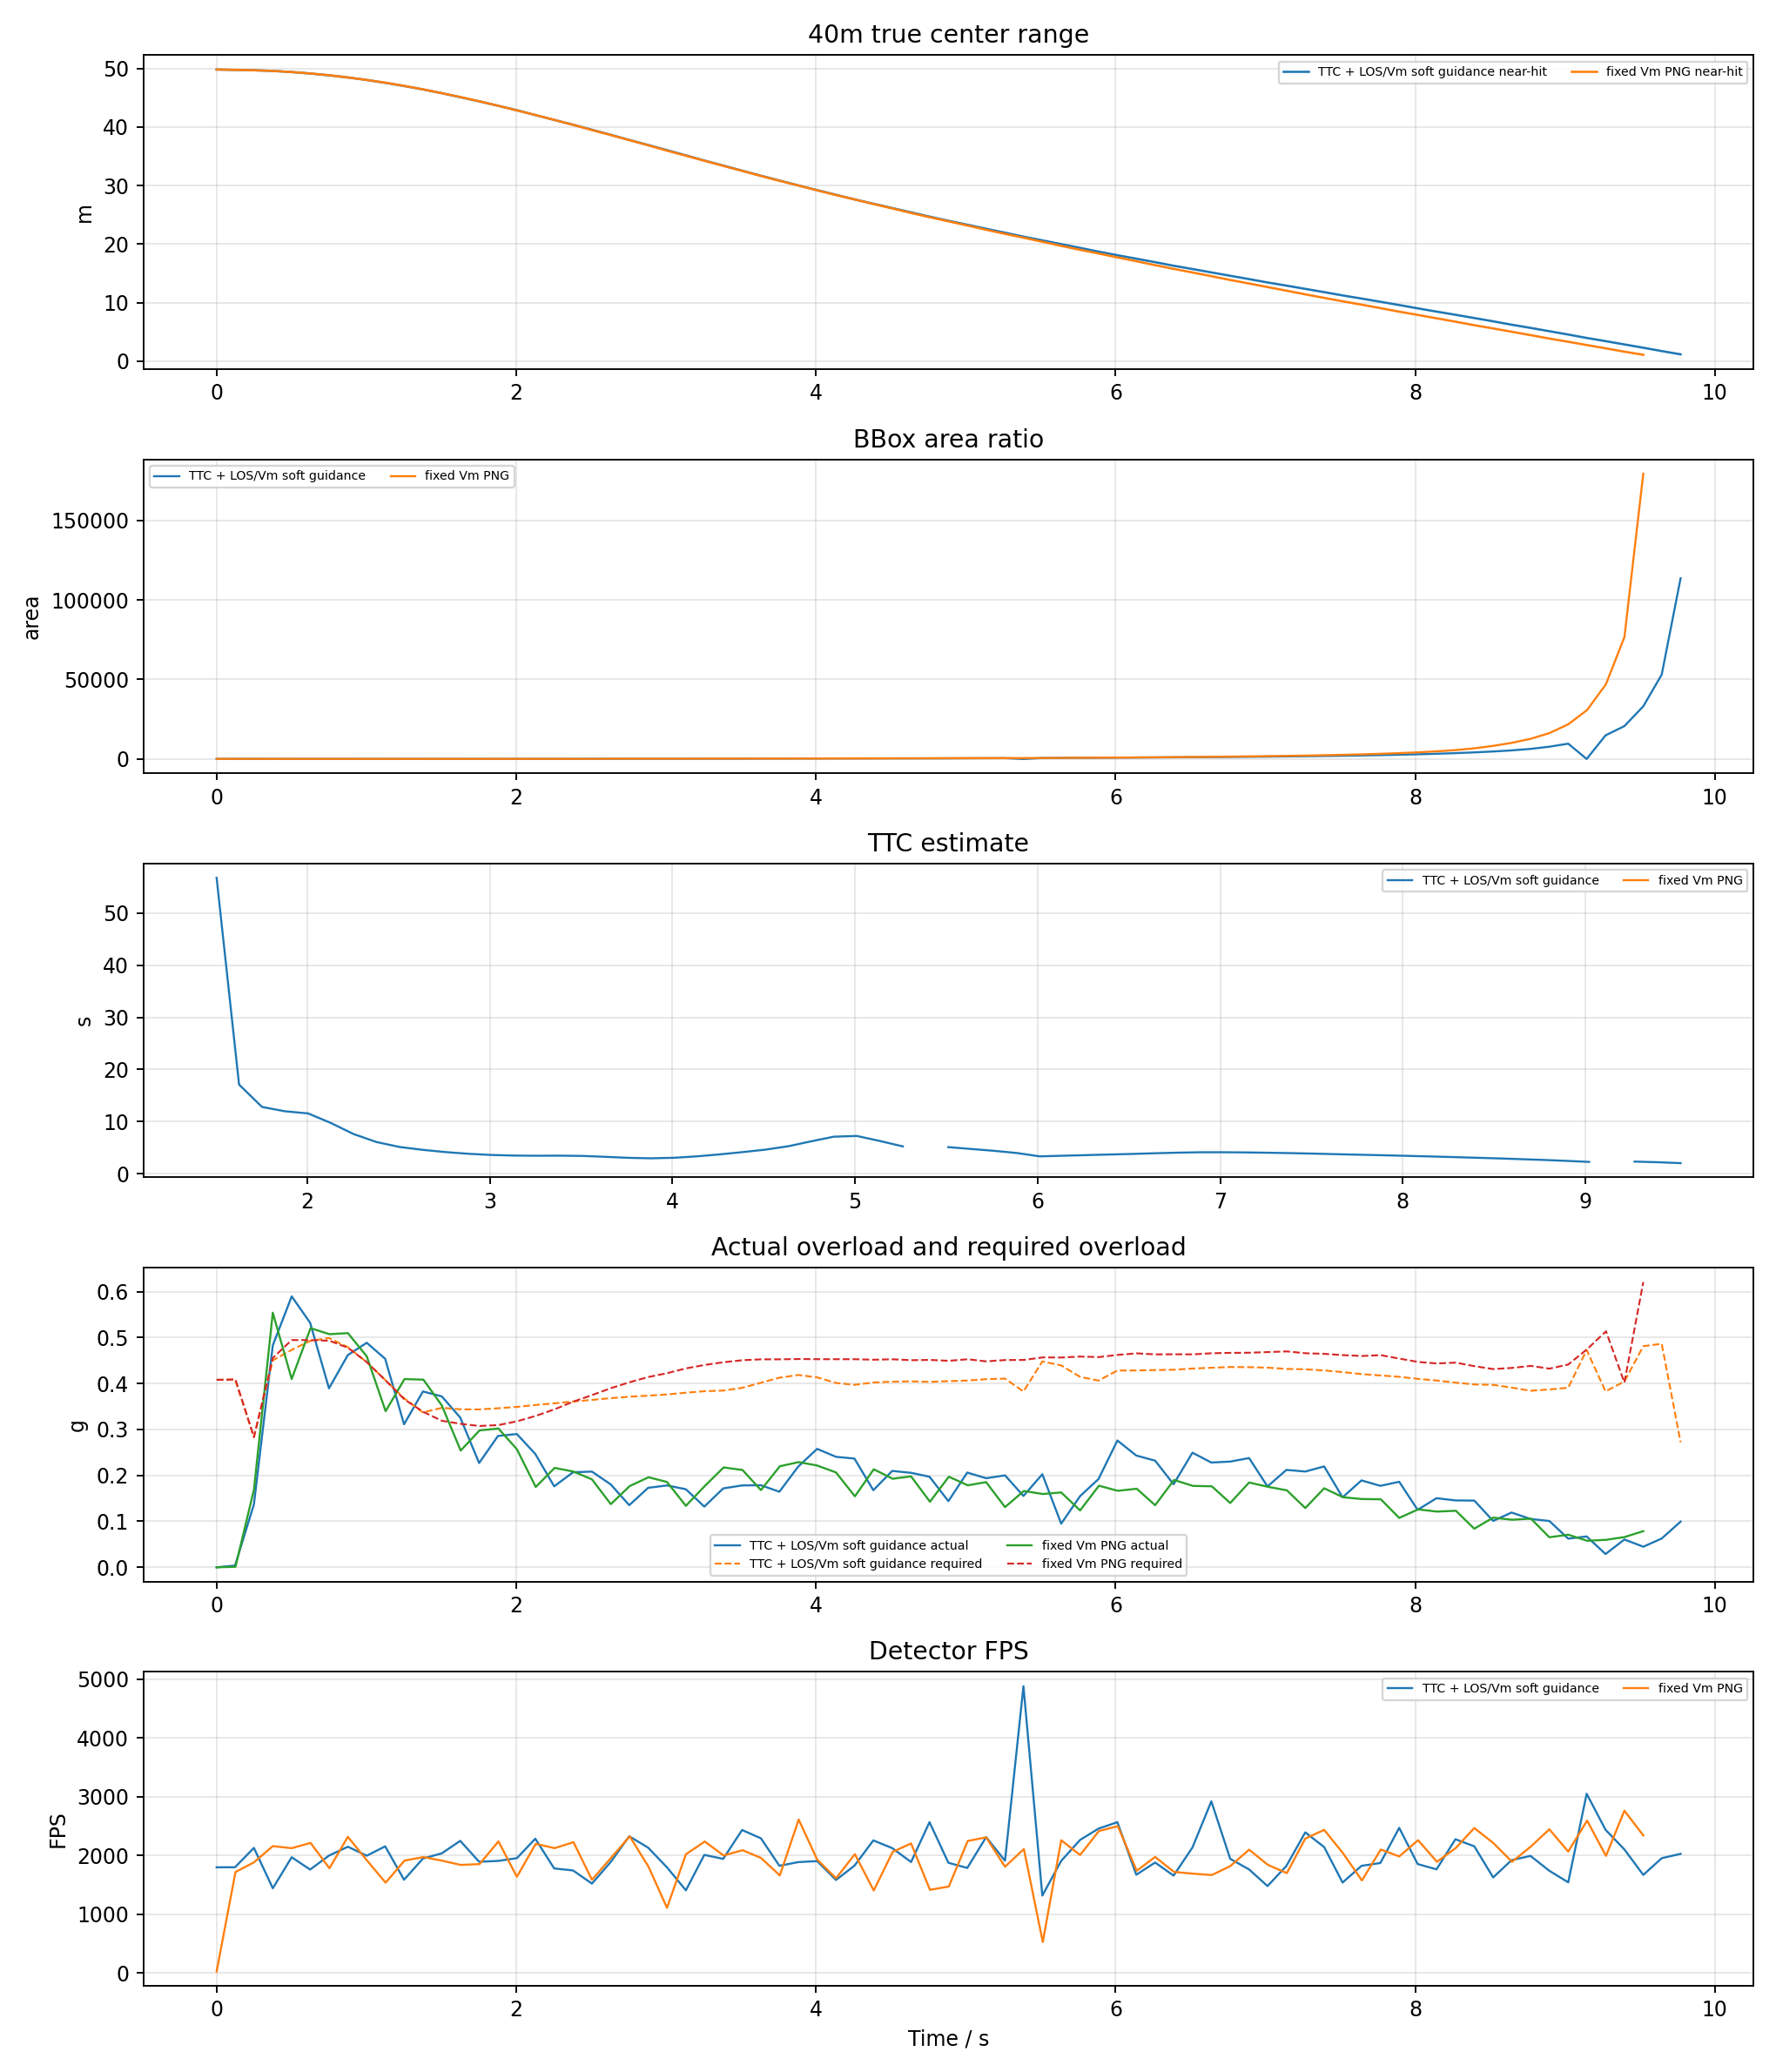 40m true center range
TTC + LOS/Vm soft guidance near-hit fixed Vm PNG near-hit
50
40
30
20
10
0
m
0 2 4 6 8 10
BBox area ratio
TTC + LOS/Vm soft guidance fixed Vm PNG
150000
100000
50000
0
area
0 2 4 6 8 10
TTC estimate
TTC + LOS/Vm soft guidance fixed Vm PNG
50
40
30
20
10
0
s
2 3 4 5 6 7 8 9
Actual overload and required overload
0.6
0.5
0.4
0.3
0.2
0.1
0.0
g
TTC + LOS/Vm soft guidance actual fixed Vm PNG actual
TTC + LOS/Vm soft guidance required fixed Vm PNG required
0 2 4 6 8 10
Detector FPS
TTC + LOS/Vm soft guidance fixed Vm PNG
5000
4000
3000
2000
1000
0
FPS
0 2 4 6 8 10
Time / s